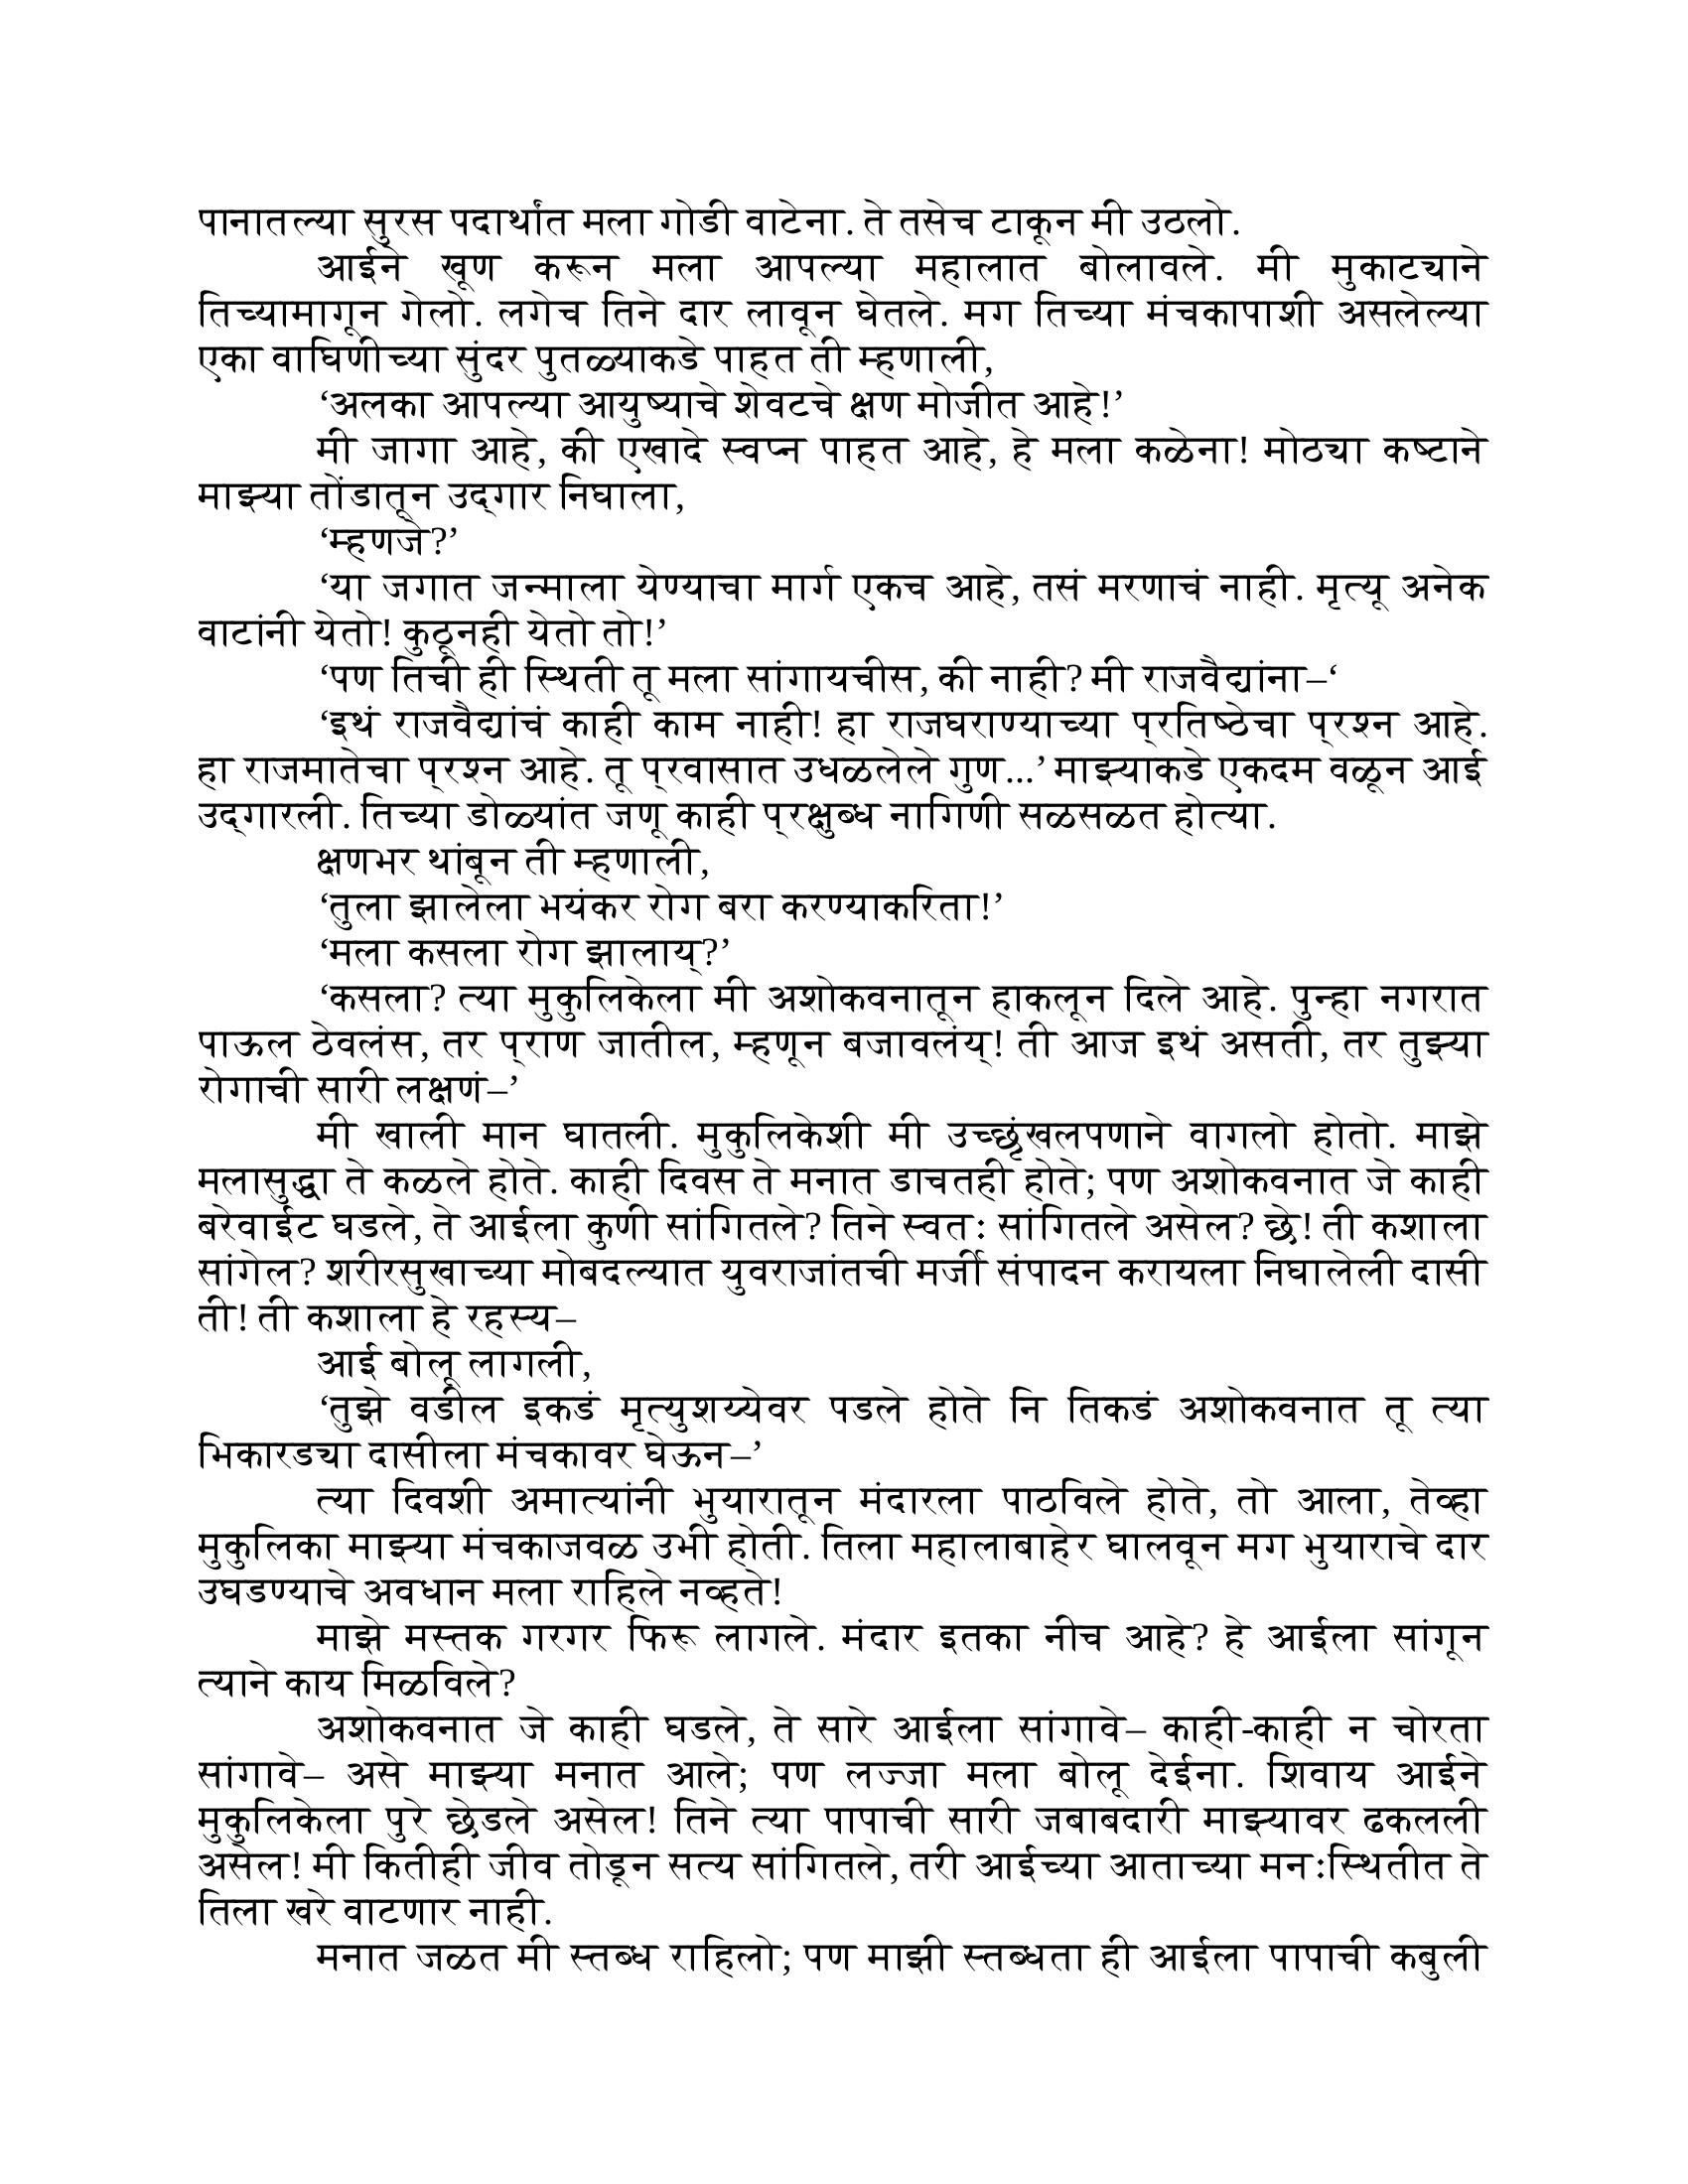 पानातल्या सुरस पदार्थांत मला गोडी वाटेना. ते तसेच टाकून मी उठलो.
आईने खूण करून मला आपल्या महालात बोलावले. मी मुकाट्याने
तिच्यामागून गेलो. लगेच तिने दार लावून घेतले. मग तिच्या मंचकापाशी असलेल्या
एका वाघिणीच्या सुंदर पुतळ्याकडे पाहत ती म्हणाली,
‘अलका आपल्या आयुष्याचे शेवटचे क्षण मोजीत आहे!’
मी जागा आहे, की एखादे स्वप्न पाहत आहे, हे मला कळेना! मोठ्या कष्टाने
माझ्या तोंडातून उद्‌गार निघाला,
‘म्हणजे?’
‘या जगात जन्माला येण्याचा मार्ग एकच आहे, तसं मरणाचं नाही. मृत्यू अनेक
वाटांनी येतो! कुठूनही येतो तो!’
‘पण तिची ही स्थिती तू मला सांगायचीस, की नाही? मी राजवैद्यांना–‘
‘इथं राजवैद्यांचं काही काम नाही! हा राजघराण्याच्या प्रतिष्ठेचा प्रश्न आहे.
हा राजमातेचा प्रश्न आहे. तू प्रवासात उधळलेले गुण...’ माझ्याकडे एकदम वळून आई
उद्‌गारली. तिच्या डोळ्यांत जणू काही प्रक्षुब्ध नागिणी सळसळत होत्या.
क्षणभर थांबून ती म्हणाली,
‘तुला झालेला भयंकर रोग बरा करण्याकरिता!’
‘मला कसला रोग झालाय्?’
‘कसला? त्या मुकुलिकेला मी अशोकवनातून हाकलून दिले आहे. पुन्हा नगरात
पाऊल ठेवलंस, तर प्राण जातील, म्हणून बजावलंय्! ती आज इथं असती, तर तुझ्या
रोगाची सारी लक्षणं–’
मी खाली मान घातली. मुकुलिकेशी मी उच्छृंखलपणाने वागलो होतो. माझे
मलासुद्धा ते कळले होते. काही दिवस ते मनात डाचतही होते; पण अशोकवनात जे काही
बरेवाईट घडले, ते आईला कुणी सांगितले? तिने स्वतः सांगितले असेल? छे! ती कशाला
सांगेल? शरीरसुखाच्या मोबदल्यात युवराजांतची मर्जी संपादन करायला निघालेली दासी
ती! ती कशाला हे रहस्य–
आई बोलू लागली,
‘तुझे वडील इकडं मृत्युशय्येवर पडले होते नि तिकडं अशोकवनात तू त्या
भिकारड्या दासीला मंचकावर घेऊन–’
त्या दिवशी अमात्यांनी भुयारातून मंदारला पाठविले होते, तो आला, तेव्हा
मुकुलिका माझ्या मंचकाजवळ उभी होती. तिला महालाबाहेर घालवून मग भुयाराचे दार
उघडण्याचे अवधान मला राहिले नव्हते!
माझे मस्तक गरगर फिरू लागले. मंदार इतका नीच आहे? हे आईला सांगून
त्याने काय मिळविले?
अशोकवनात जे काही घडले, ते सारे आईला सांगावे– काही-काही न चोरता
सांगावे– असे माझ्या मनात आले; पण लज्जा मला बोलू देईना. शिवाय आईने
मुकुलिकेला पुरे छेडले असेल! तिने त्या पापाची सारी जबाबदारी माझ्यावर ढकलली
असेल! मी कितीही जीव तोडून सत्य सांगितले, तरी आईच्या आताच्या मनःस्थितीत ते
तिला खरे वाटणार नाही.
मनात जळत मी स्तब्ध राहिलो; पण माझी स्तब्धता ही आईला पापाची कबुली